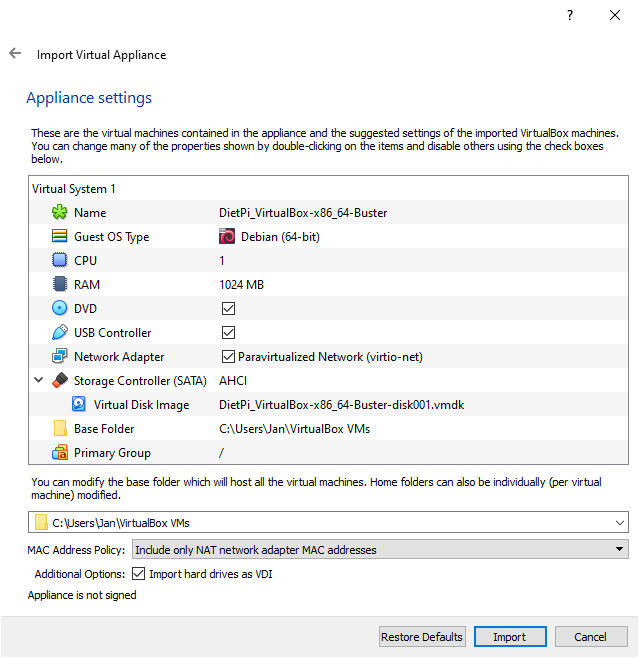 ?
Import Virtual Appliance
Appliance settings
These are the virtual machines contained in the appliance and the suggested settings of the imported VirtualBox machines.
You can change many of the properties shown by double-clicking on the items and disable others using the check boxes
below.
Virtual System 1
Name DietPi_VirtualBox-x86_64-Buster
Guest OS Type Debian (64-bit)
CPU 1
RAM 1024 MB
DVD
USB Controller
Network Adapter Paravirtualized Network (virtio-net)
Storage Controller (SATA) AHCI
Virtual Disk Image DietPi_VirtualBox-x86_64-Buster-disk001.vmdk
Base Folder C:\Users\Jan\VirtualBox VMs
Primary Group /
You can modify the base folder which will host all the virtual machines. Home folders can also be individually (per virtual
machine) modified.
C:\Users\Jan\VirtualBox VMs
MAC Address Policy: Include only NAT network adapter MAC addresses
Additional Options: Import hard drives as VDI
Appliance is not signed
Restore Defaults Import Cancel